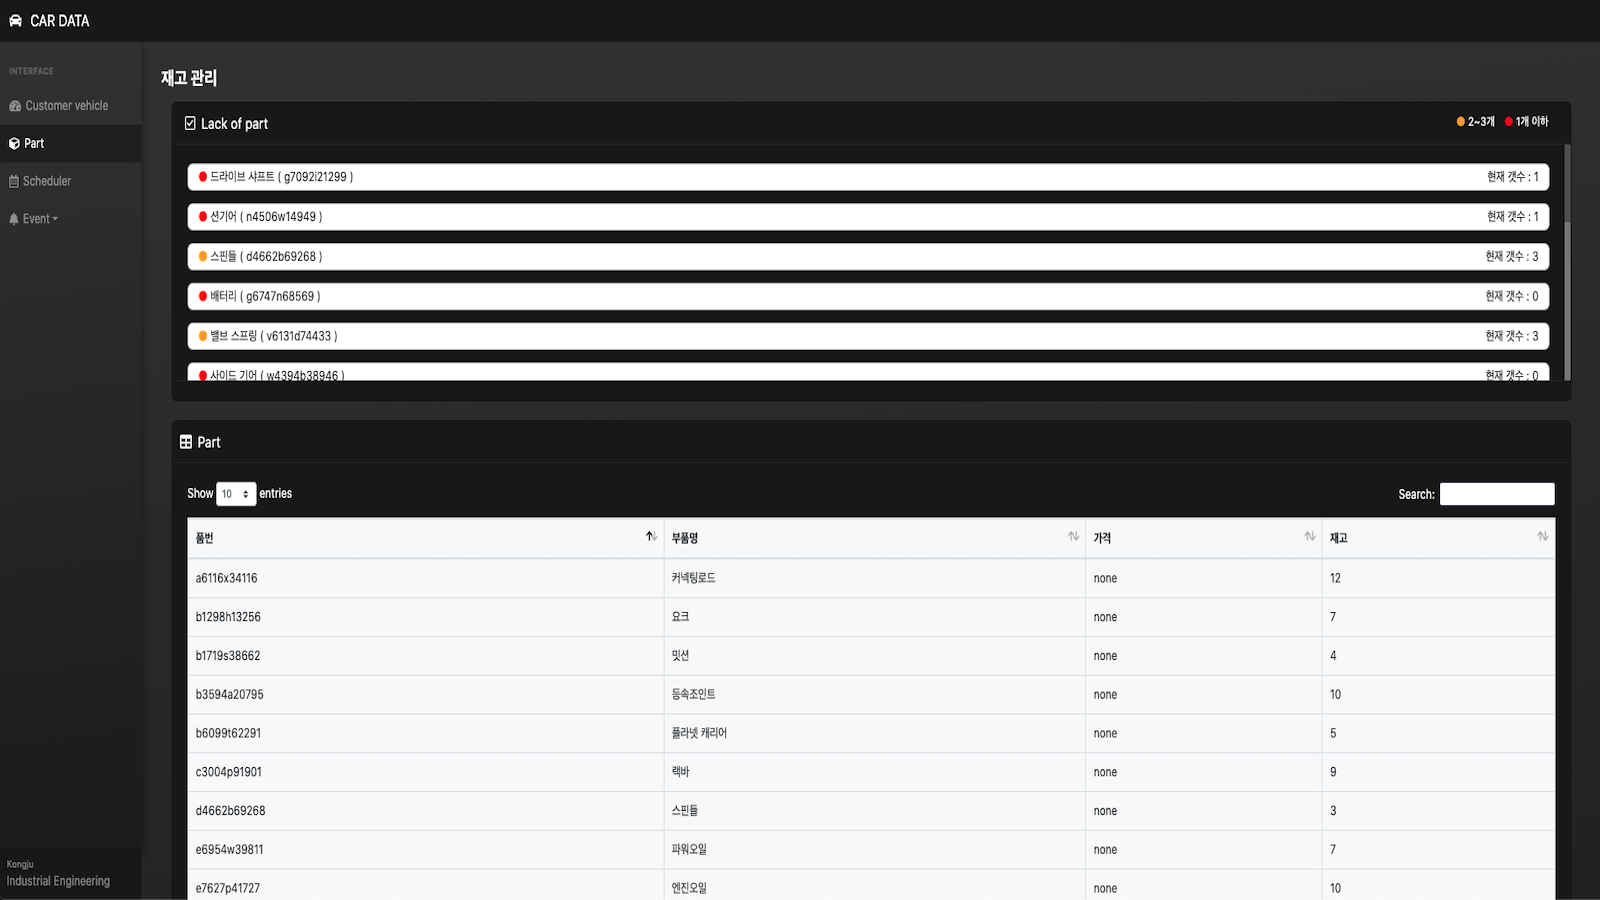 CAR DATA
INTERFACE
Customer vehicle
Part
Scheduler
Event
Kongju
Industrial Engineering
재고 관리
Lack of part
2~3개 1개 이하
드라이브 샤프트 ( g7092i21299 ) 현재 갯수 : 1
션기어 ( n4506w14949 ) 현재 갯수 : 1
스핀들 ( d4662b69268 ) 현재 갯수 : 3
배터리 ( g6747n68569 ) 현재 갯수 : 0
밸브 스프링 ( v6131d74433 ) 현재 갯수 : 3
사이드 기어 ( w4394b38946 ) 현재 갯수 : 0
Part
Show 10 entries Search:
품번 부품명 가격 재고
a6116x34116 커넥팅로드 none 12
b1298h13256 요크 none 7
b1719s38662 밋션 none 4
b3594a20795 등속조인트 none 10
b6099t62291 플라넷 캐리어 none 5
c3004p91901 랙바 none 9
d4662b69268 스핀들 none 3
e6954w39811 파워오일 none 7
e7627p41727 엔진오일 none 10